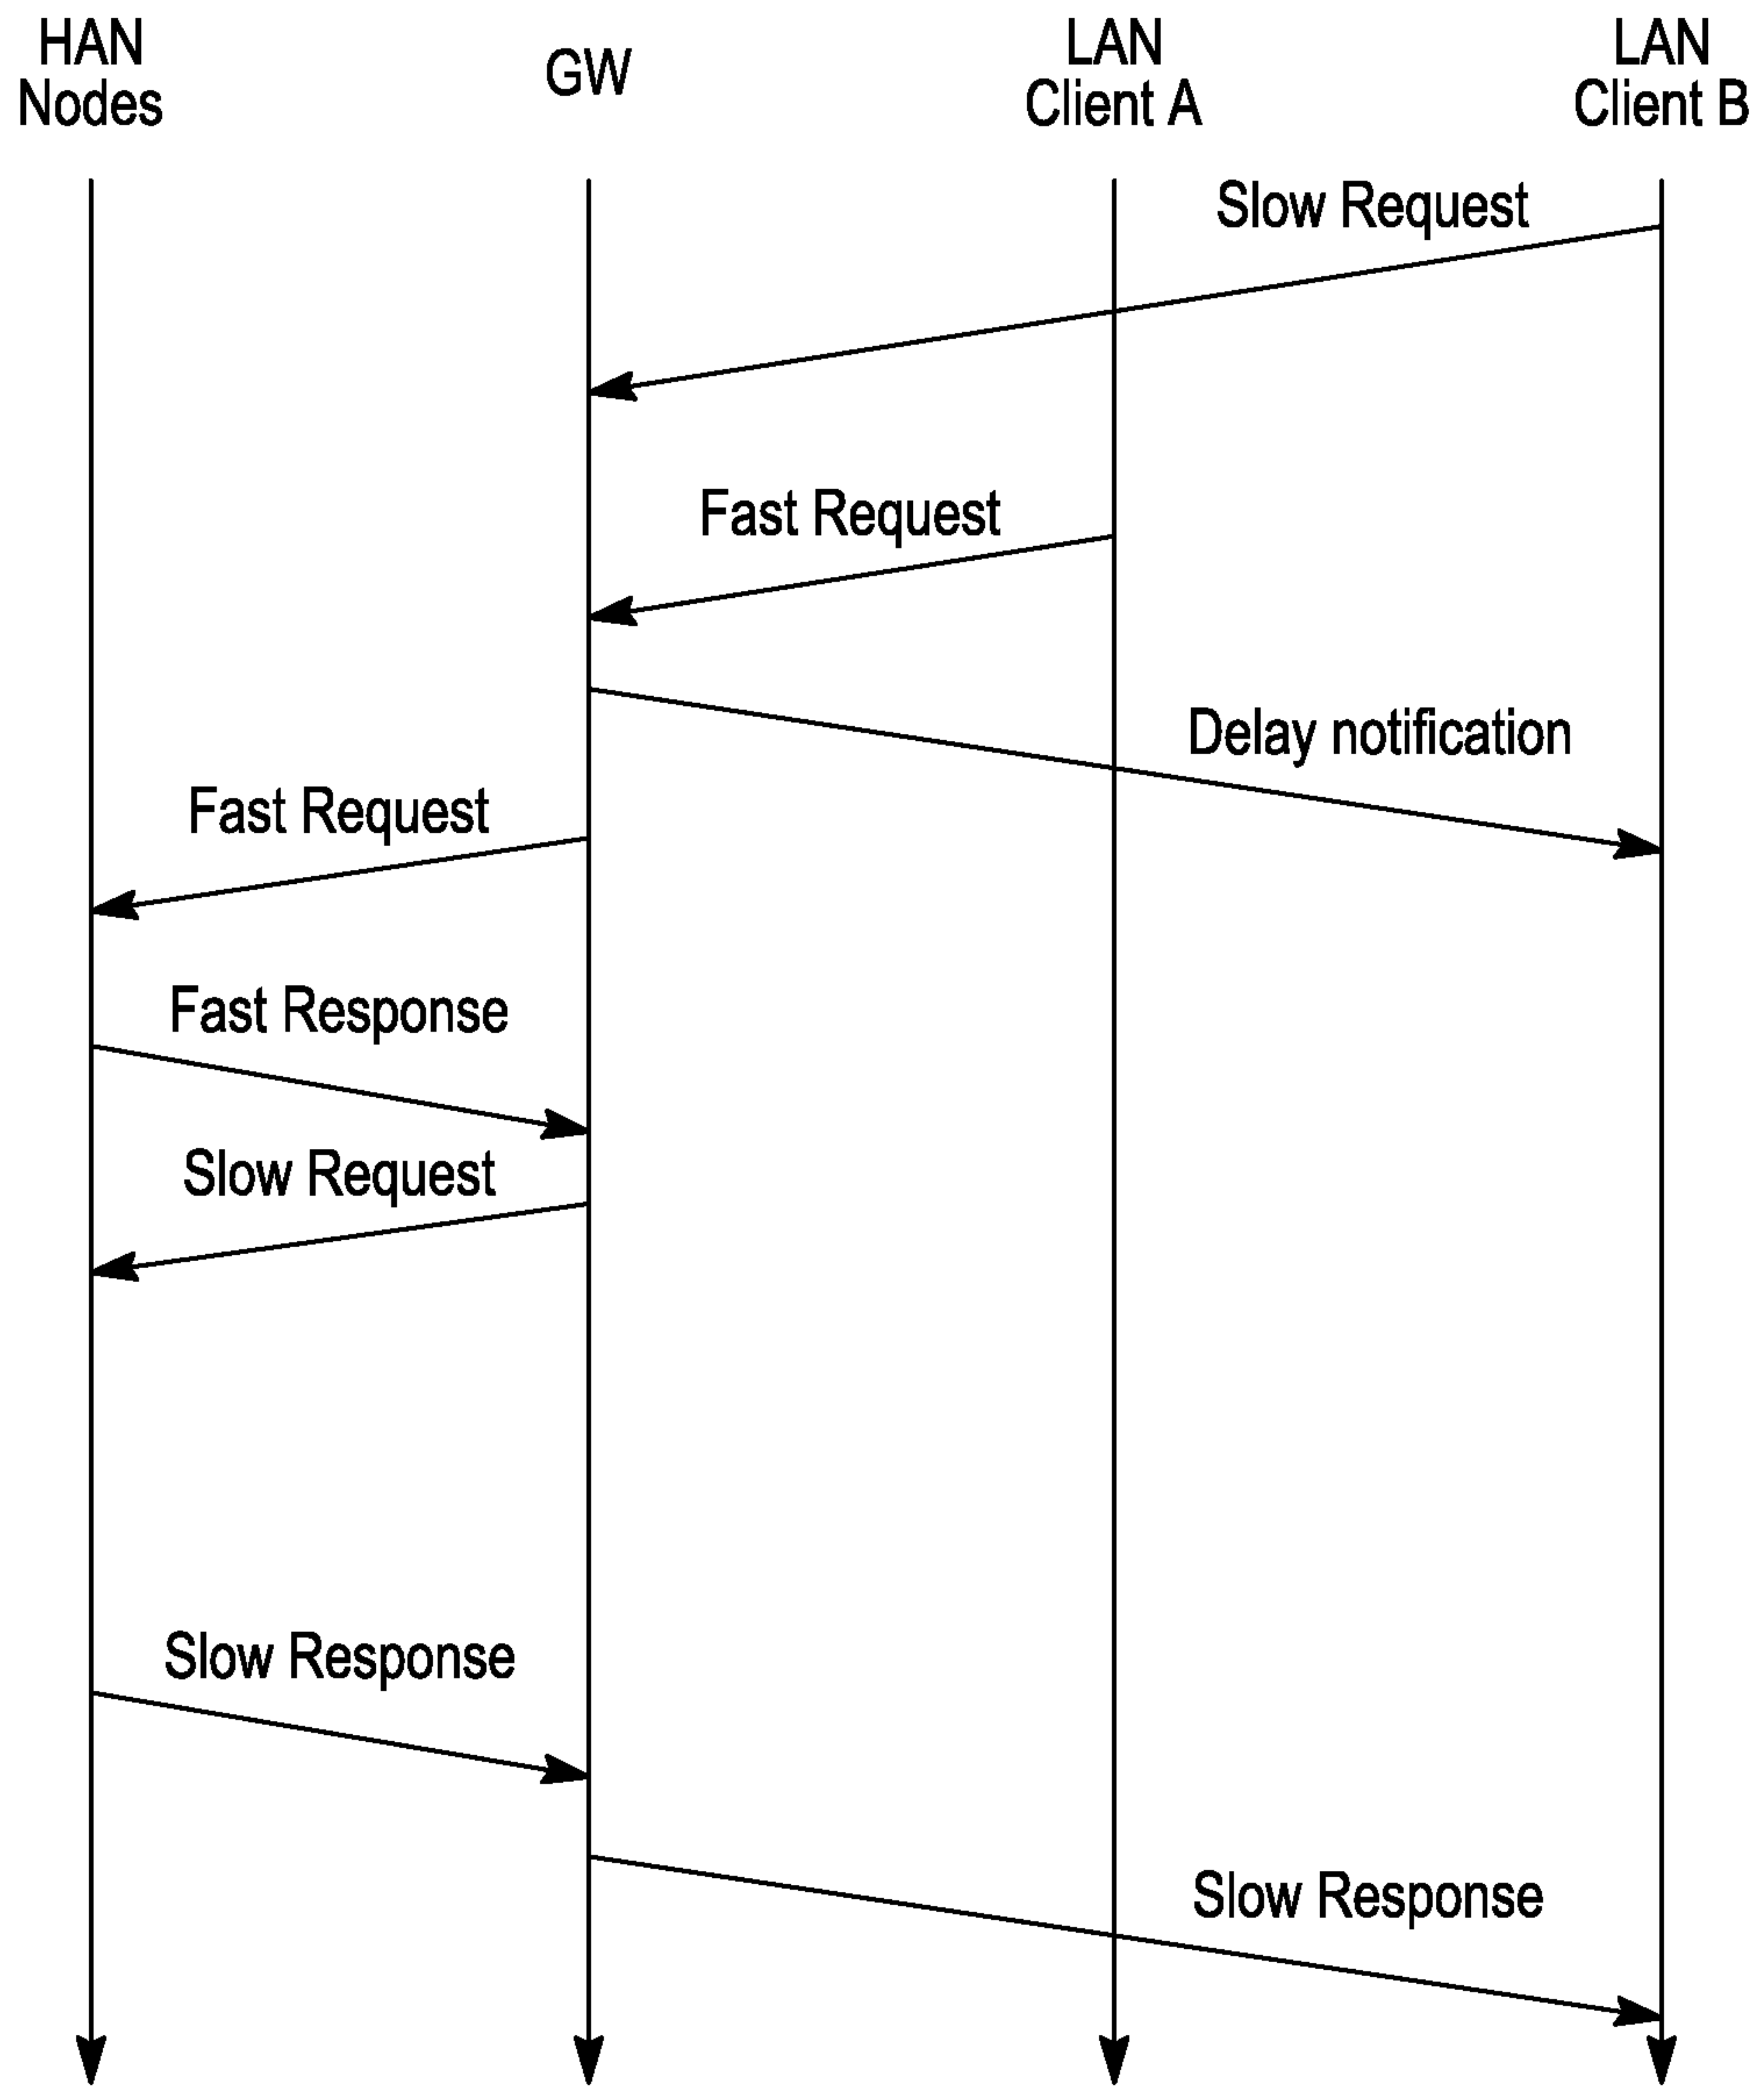 HAN
Nodes
GW
LAN
Client A
LAN
Client B
Slow Request
Fast Request
Delay notification
Fast Request
Fast Response
Slow Request
Slow Response
Slow Response